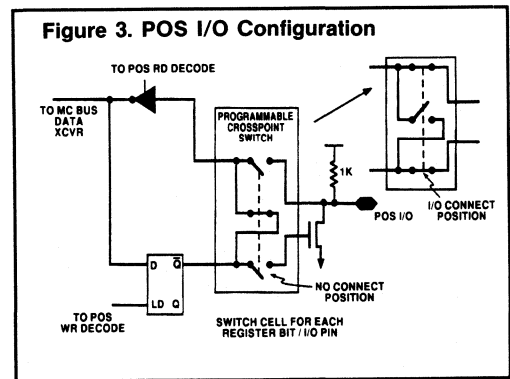 Figure 3. POS I/O Configuration
TO POS RD DECODE
TO MC BUS
DATA
XCVR
PROGRAMMABLE
CROSSPOINT
SWITCH
1K
POS I/O
I/O CONNECT
POSITION
D Q̅
LD Q
NO CONNECT
POSITION
TO POS
WR DECODE
SWITCH CELL FOR EACH
REGISTER BIT / I/O PIN